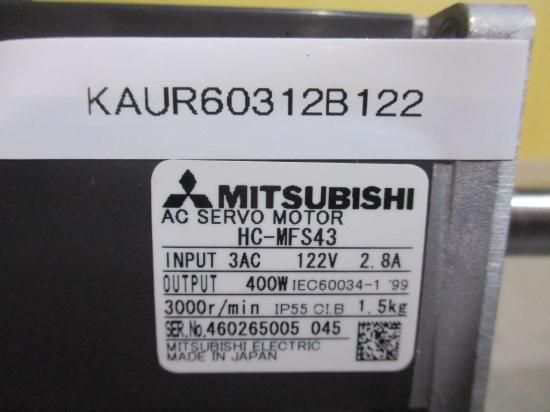 KAUR60312B122
MITSUBISHI
AC SERVO MOTOR
HC-MFS43
INPUT 3AC 122V 2.8A
OUTPUT 400W IEC60034-1 '99
3000r/min IP55 CI.B 1.5kg
SER.No.460265005 045
MITSUBISHI ELECTRIC
MADE IN JAPAN